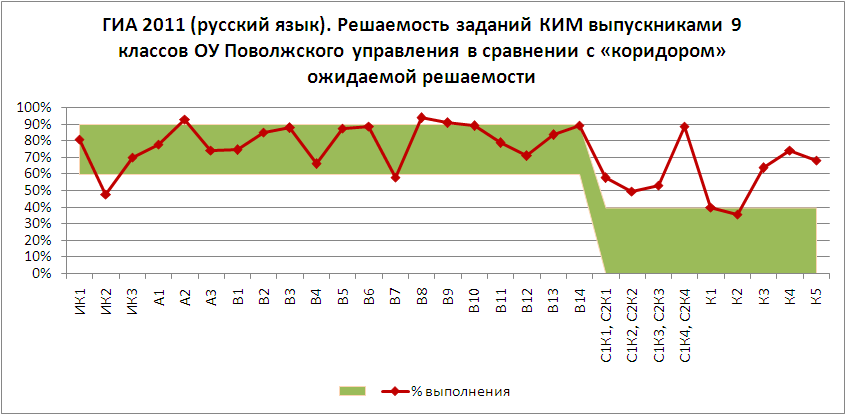 ГИА 2011 (русский язык). Решаемость заданий КИМ выпускниками 9
классов ОУ Поволжского управления в сравнении с «коридором»
ожидаемой решаемости
100%
90%
80%
70%
60%
50%
40%
30%
20%
10%
0%
ИК1
ИК2
ИК3
А1
А2
А3
В1
В2
В3
В4
В5
В6
В7
В8
В9
В10
В11
В12
В13
В14
С1К1, С2К1
С1К2, С2К2
С1К3, С2К3
С1К4, С2К4
К1
К2
К3
К4
К5
% выполнения